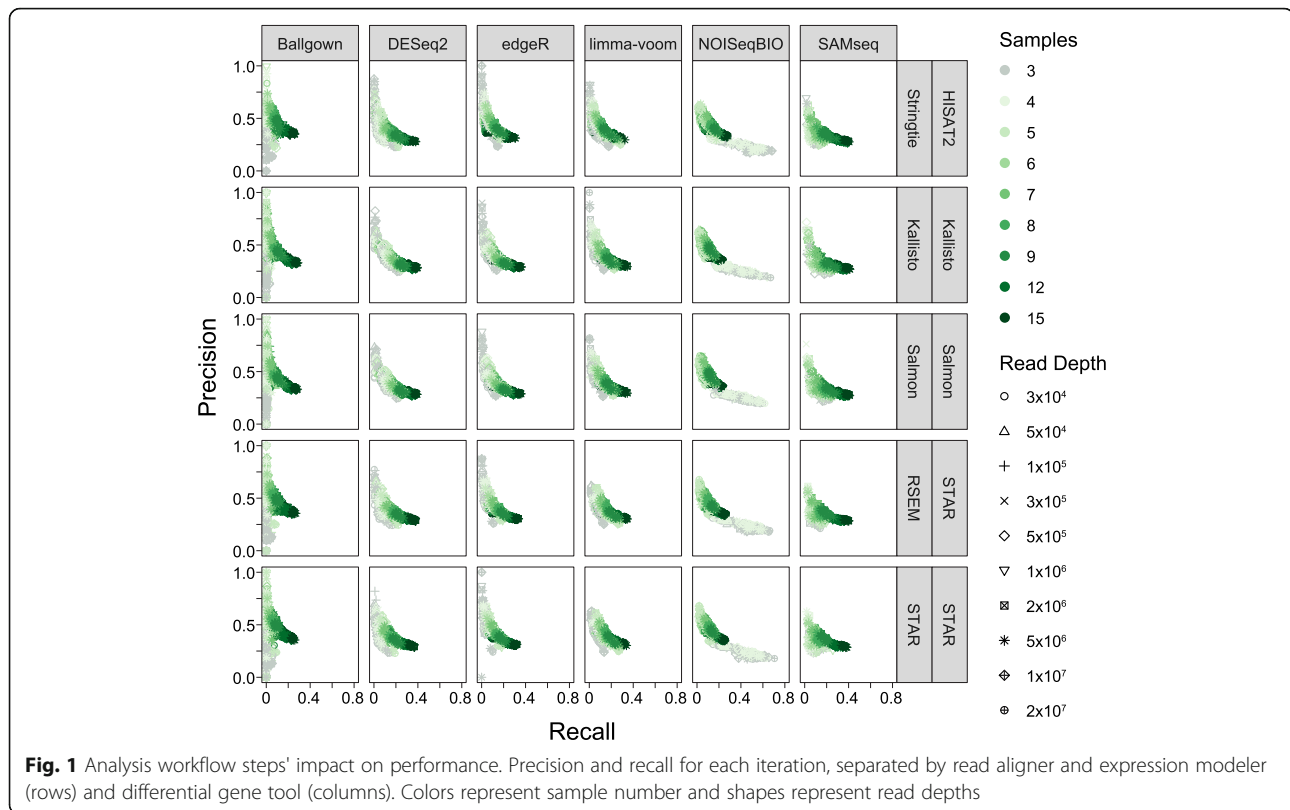 Ballgown DESeq2 edgeR limma-voom NOISeqBIO SAMseq
Precision
1.0
0.5
0.0
Stringtie HISAT2
1.0
0.5
0.0
Kallisto Kallisto
1.0
0.5
0.0
Salmon Salmon
1.0
0.5
0.0
RSEM STAR
1.0
0.5
0.0
STAR STAR
0 0.4 0.8 0 0.4 0.8 0 0.4 0.8 0 0.4 0.8 0 0.4 0.8 0 0.4 0.8
Recall
Samples
3
4
5
6
7
8
9
12
15
Read Depth
3x10⁴
5x10⁴
1x10⁵
3x10⁵
5x10⁵
1x10⁶
2x10⁶
5x10⁶
1x10⁷
2x10⁷
Fig. 1 Analysis workflow steps' impact on performance. Precision and recall for each iteration, separated by read aligner and expression modeler
(rows) and differential gene tool (columns). Colors represent sample number and shapes represent read depths